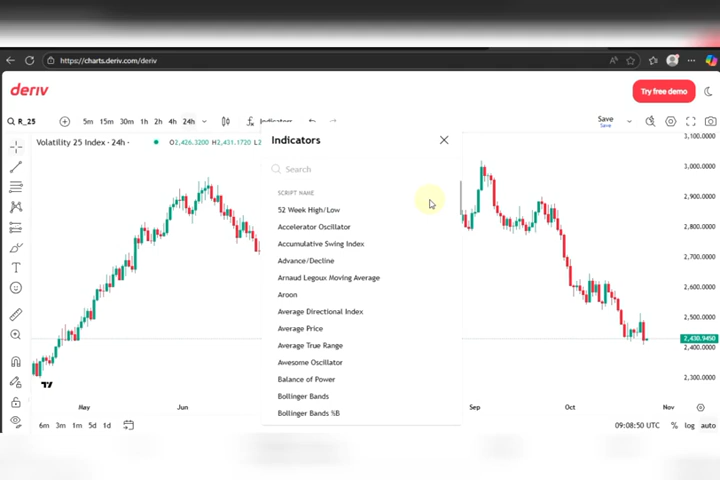 https://charts.deriv.com/deriv
deriv
Try free demo
R_25
5m 15m 30m 1h 2h 4h 24h
Indicators
Save
Save
Volatility 25 Index · 24h
O2,426.3200 H2,431.1720
Indicators
Search
SCRIPT NAME
52 Week High/Low
Accelerator Oscillator
Accumulative Swing Index
Advance/Decline
Arnaud Legoux Moving Average
Aroon
Average Directional Index
Average Price
Average True Range
Awesome Oscillator
Balance of Power
Bollinger Bands
Bollinger Bands %B
3,100.0000
3,000.0000
2,900.0000
2,800.0000
2,700.0000
2,600.0000
2,500.0000
2,430.9450
2,400.0000
2,300.0000
May
Jun
Sep
Oct
Nov
6m 3m 1m 5d 1d
09:08:50 UTC % log auto